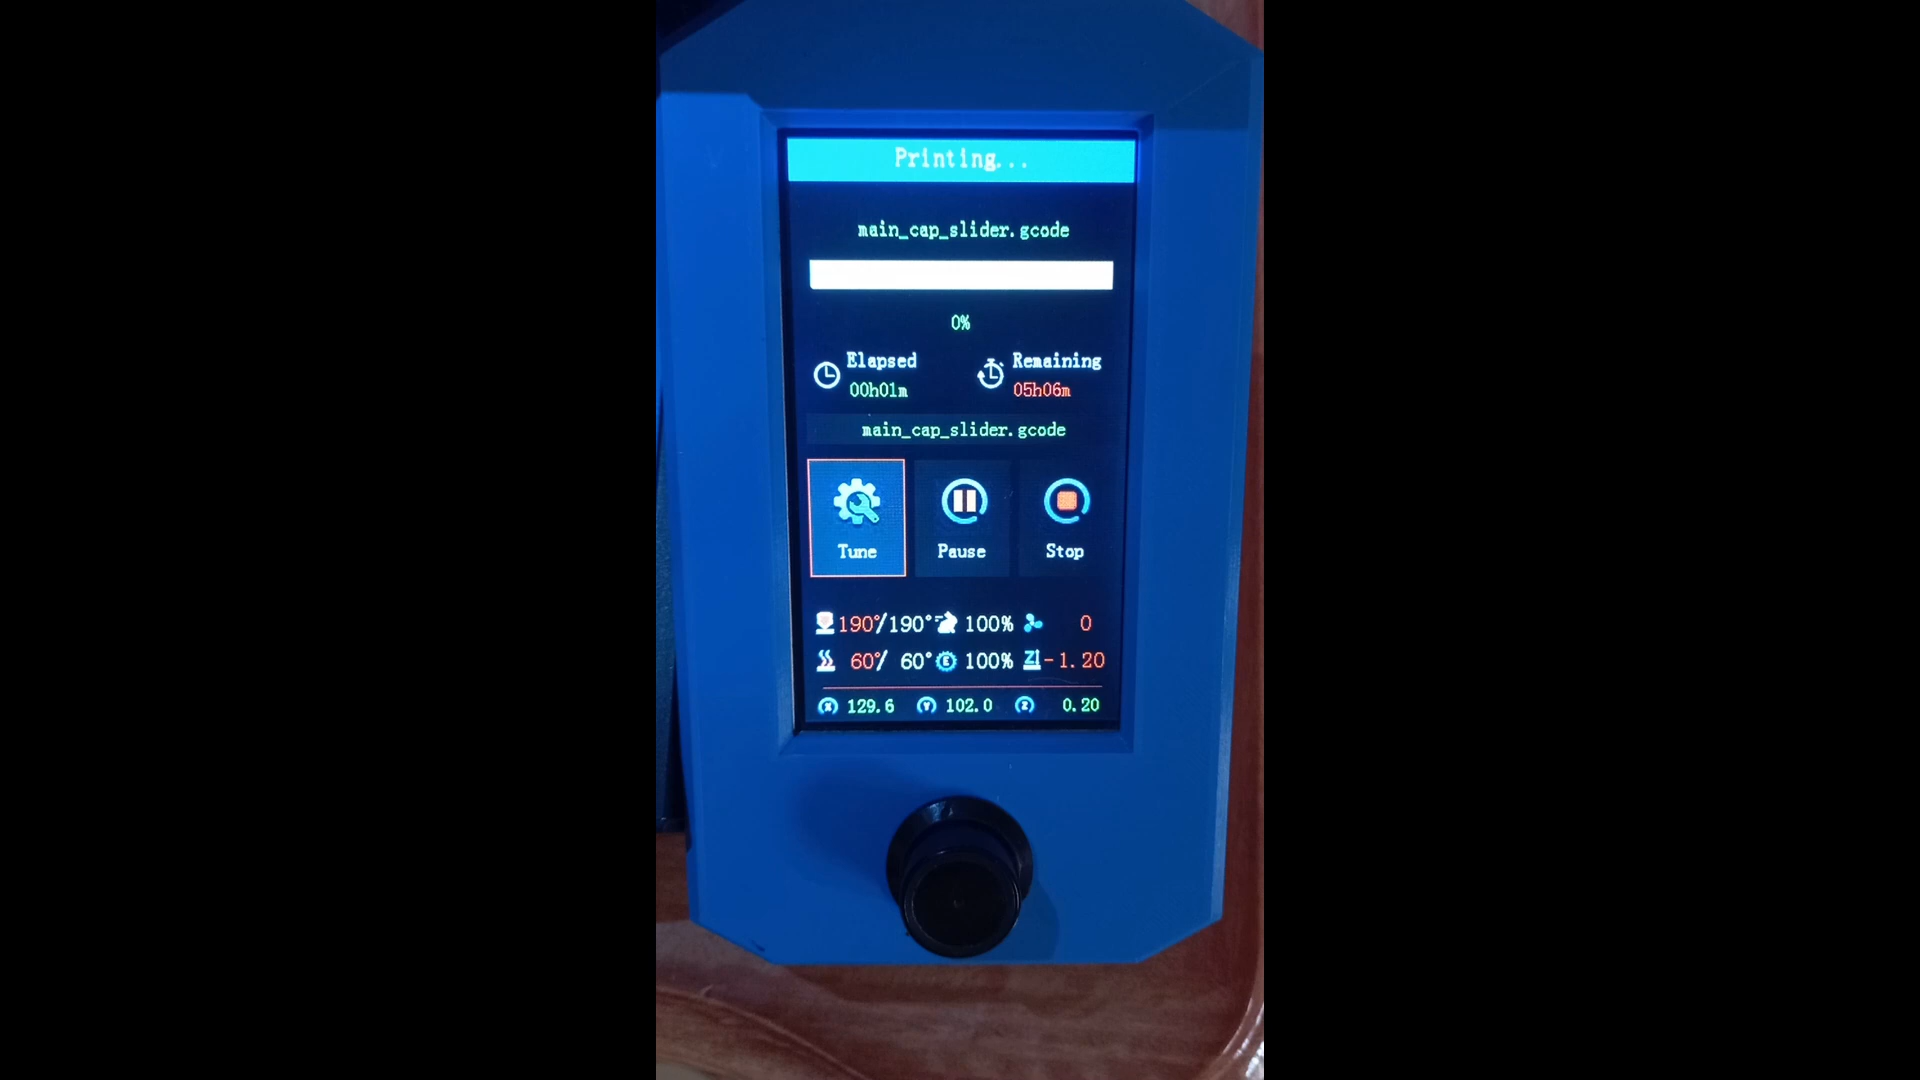 Printing...
main_cap_slider.gcode
0%
Elapsed Remaining
00h01m 05h06m
main_cap_slider.gcode
Tune Pause Stop
190°/190° 100% 0
60°/ 60° E 100% Z -1.20
X 129.6 Y 102.0 Z 0.20